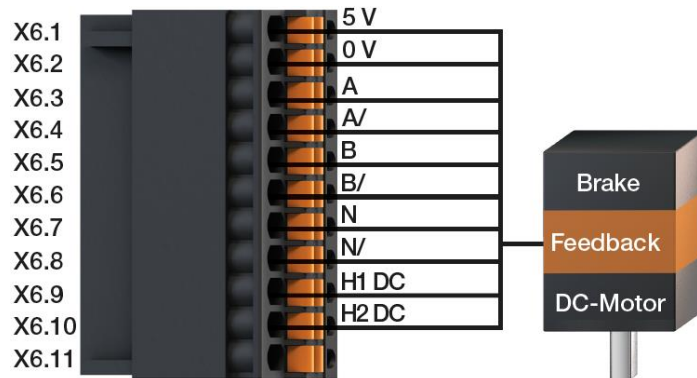 X6.1 5 V
X6.2 0 V
X6.3 A
X6.4 A/
X6.5 B
X6.6 B/
X6.7 N
X6.8 N/
X6.9 H1 DC
X6.10 H2 DC
X6.11
Brake
Feedback
DC-Motor